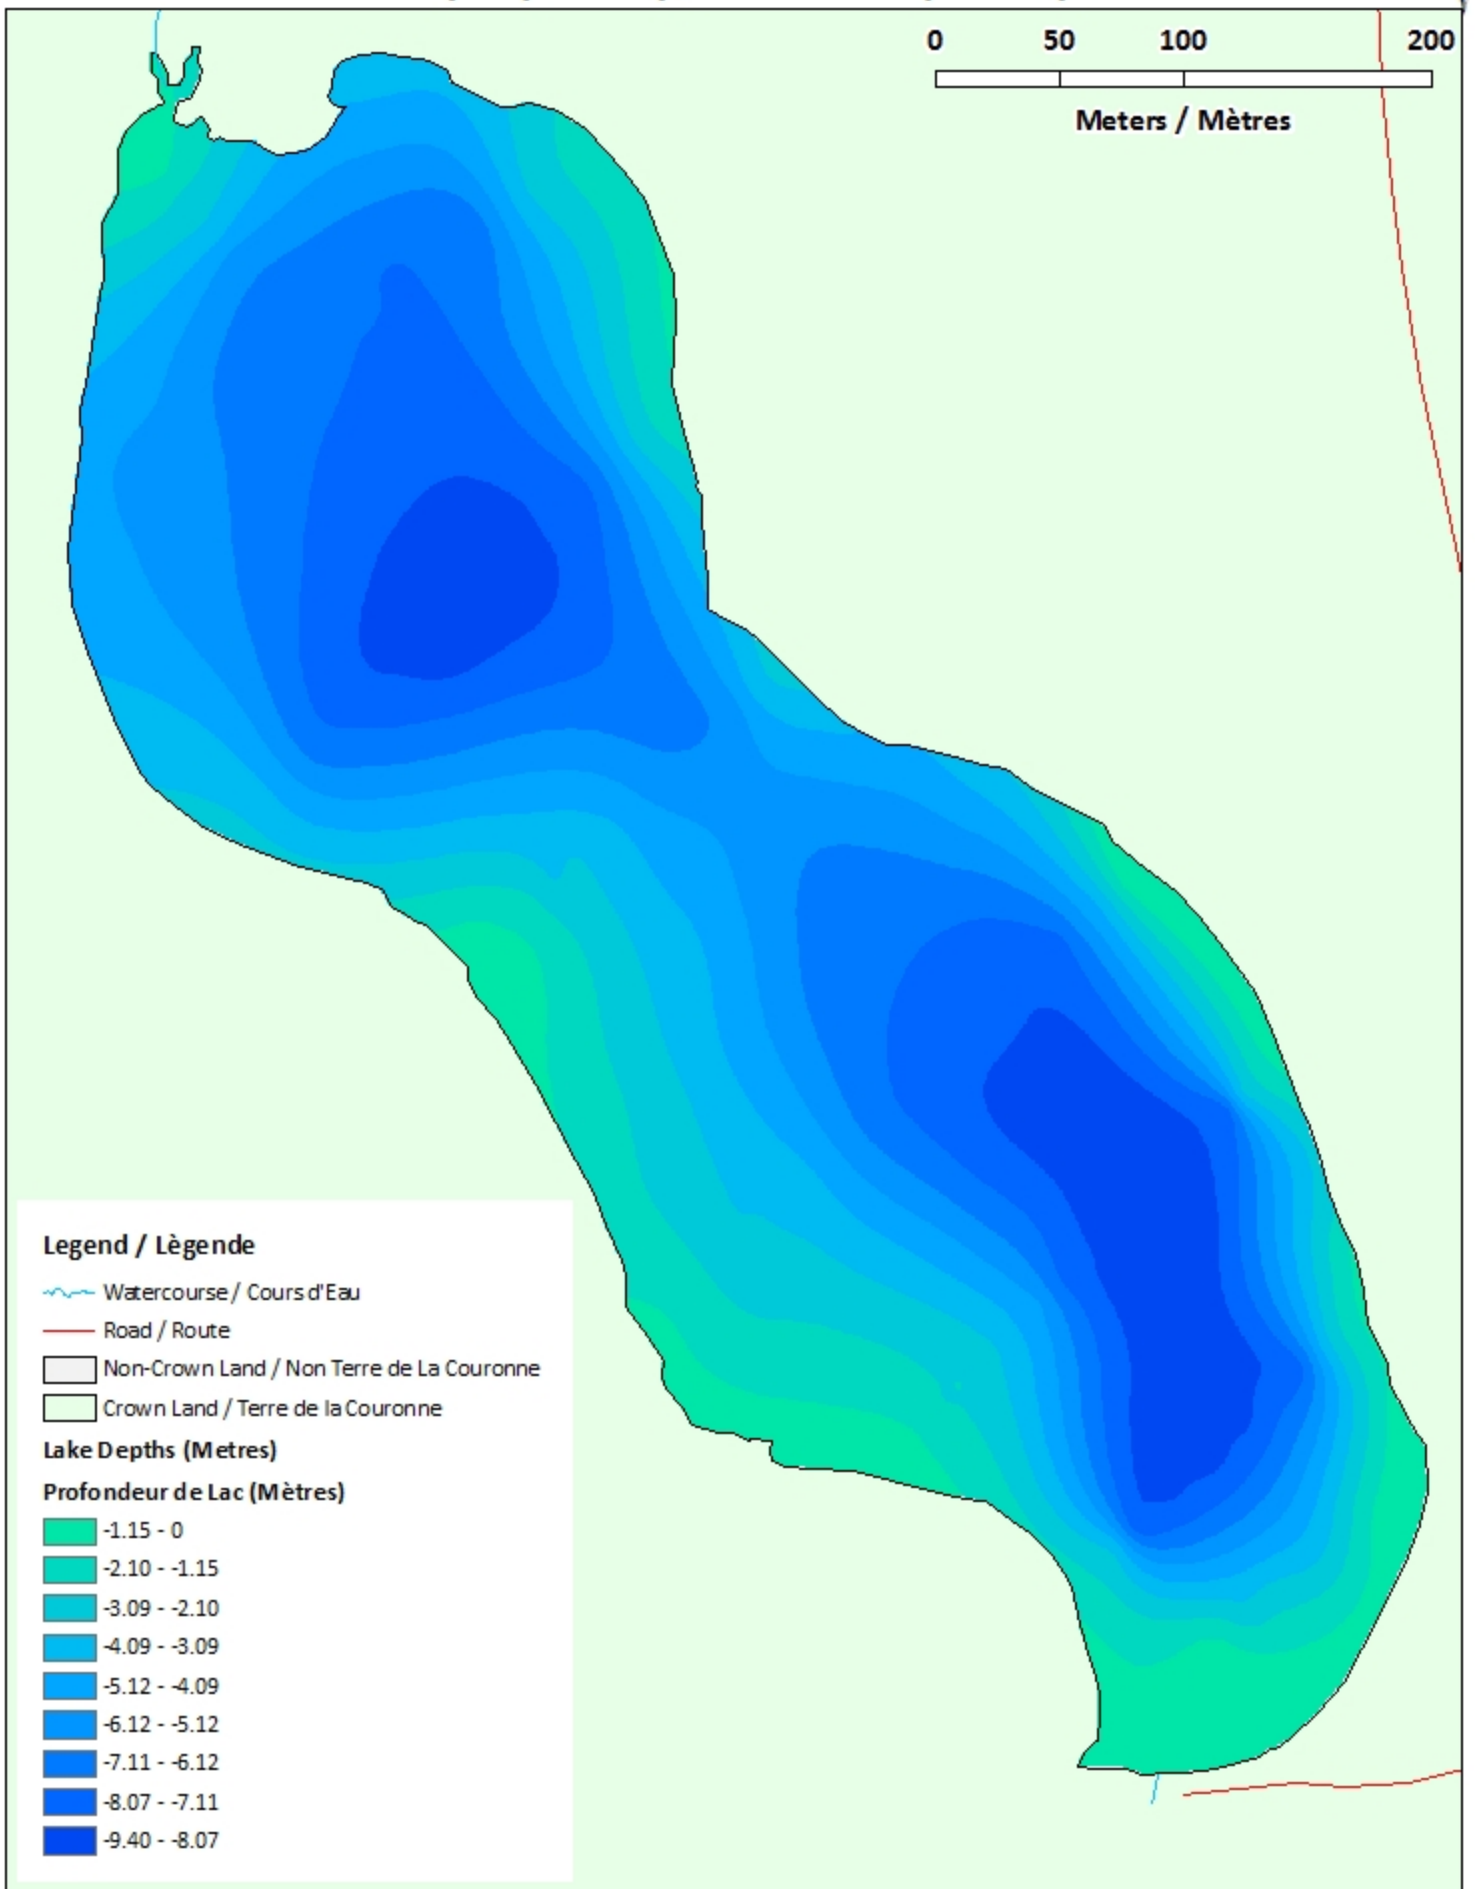 0 50 100 200
Meters / Mètres
Legend / Lègende
Watercourse / Cours d'Eau
Road / Route
Non-Crown Land / Non Terre de La Couronne
Crown Land / Terre de la Couronne
Lake Depths (Metres)
Profondeur de Lac (Mètres)
-1.15 - 0
-2.10 - -1.15
-3.09 - -2.10
-4.09 - -3.09
-5.12 - -4.09
-6.12 - -5.12
-7.11 - -6.12
-8.07 - -7.11
-9.40 - -8.07